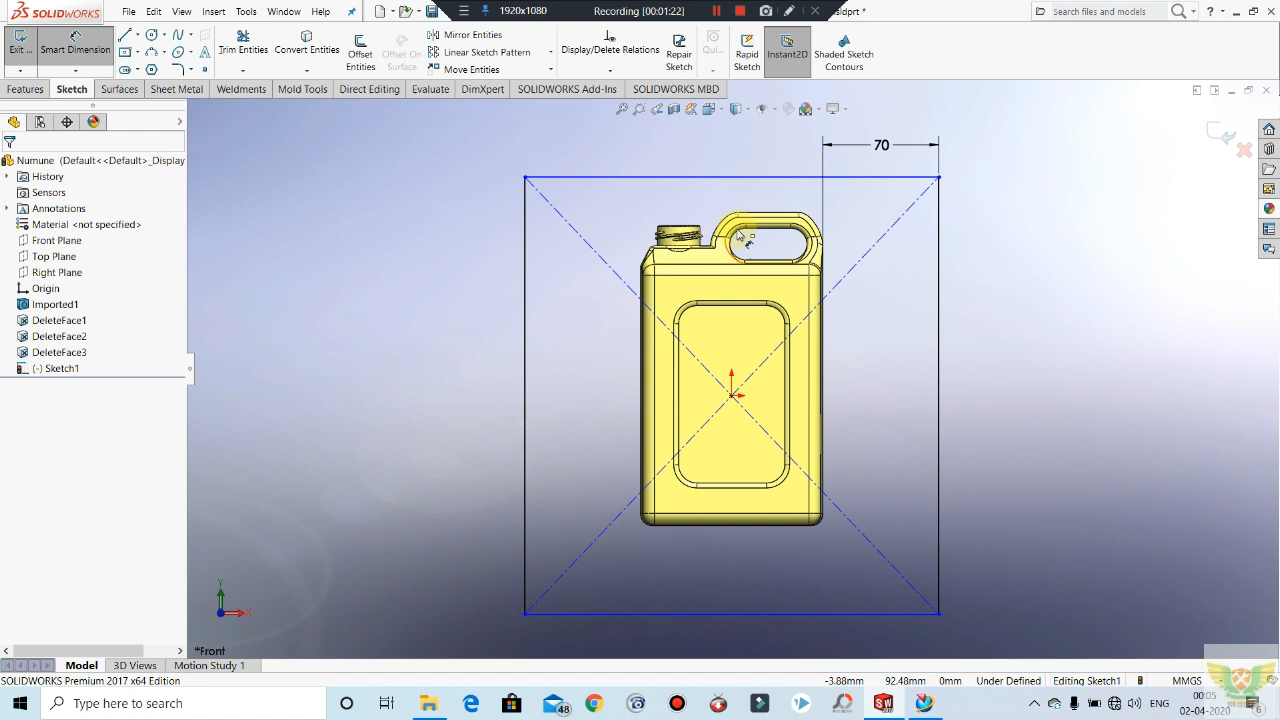 SOLIDWORKS File Edit View Insert Tools Window Help
1920x1080 Recording [00:01:22]
sldprt *
Search files and models
Smart Dimension
Trim Entities
Convert Entities
Offset Entities
Offset On Surface
Mirror Entities
Linear Sketch Pattern
Move Entities
Display/Delete Relations
Repair Sketch
Qui...
Rapid Sketch
Instant2D
Shaded Sketch Contours
Features Sketch Surfaces Sheet Metal Weldments Mold Tools Direct Editing Evaluate DimXpert SOLIDWORKS Add-Ins SOLIDWORKS MBD
Numune (Default<<Default>_Display
History
Sensors
Annotations
Material <not specified>
Front Plane
Top Plane
Right Plane
Origin
Imported1
DeleteFace1
DeleteFace2
DeleteFace3
(-) Sketch1
70
Y
*Front
Model 3D Views Motion Study 1
SOLIDWORKS Premium 2017 x64 Edition
-3.88mm 92.48mm 0mm Under Defined Editing Sketch1 MMGS
Type here to search
48
ENG
00:05
02-04-2020
6